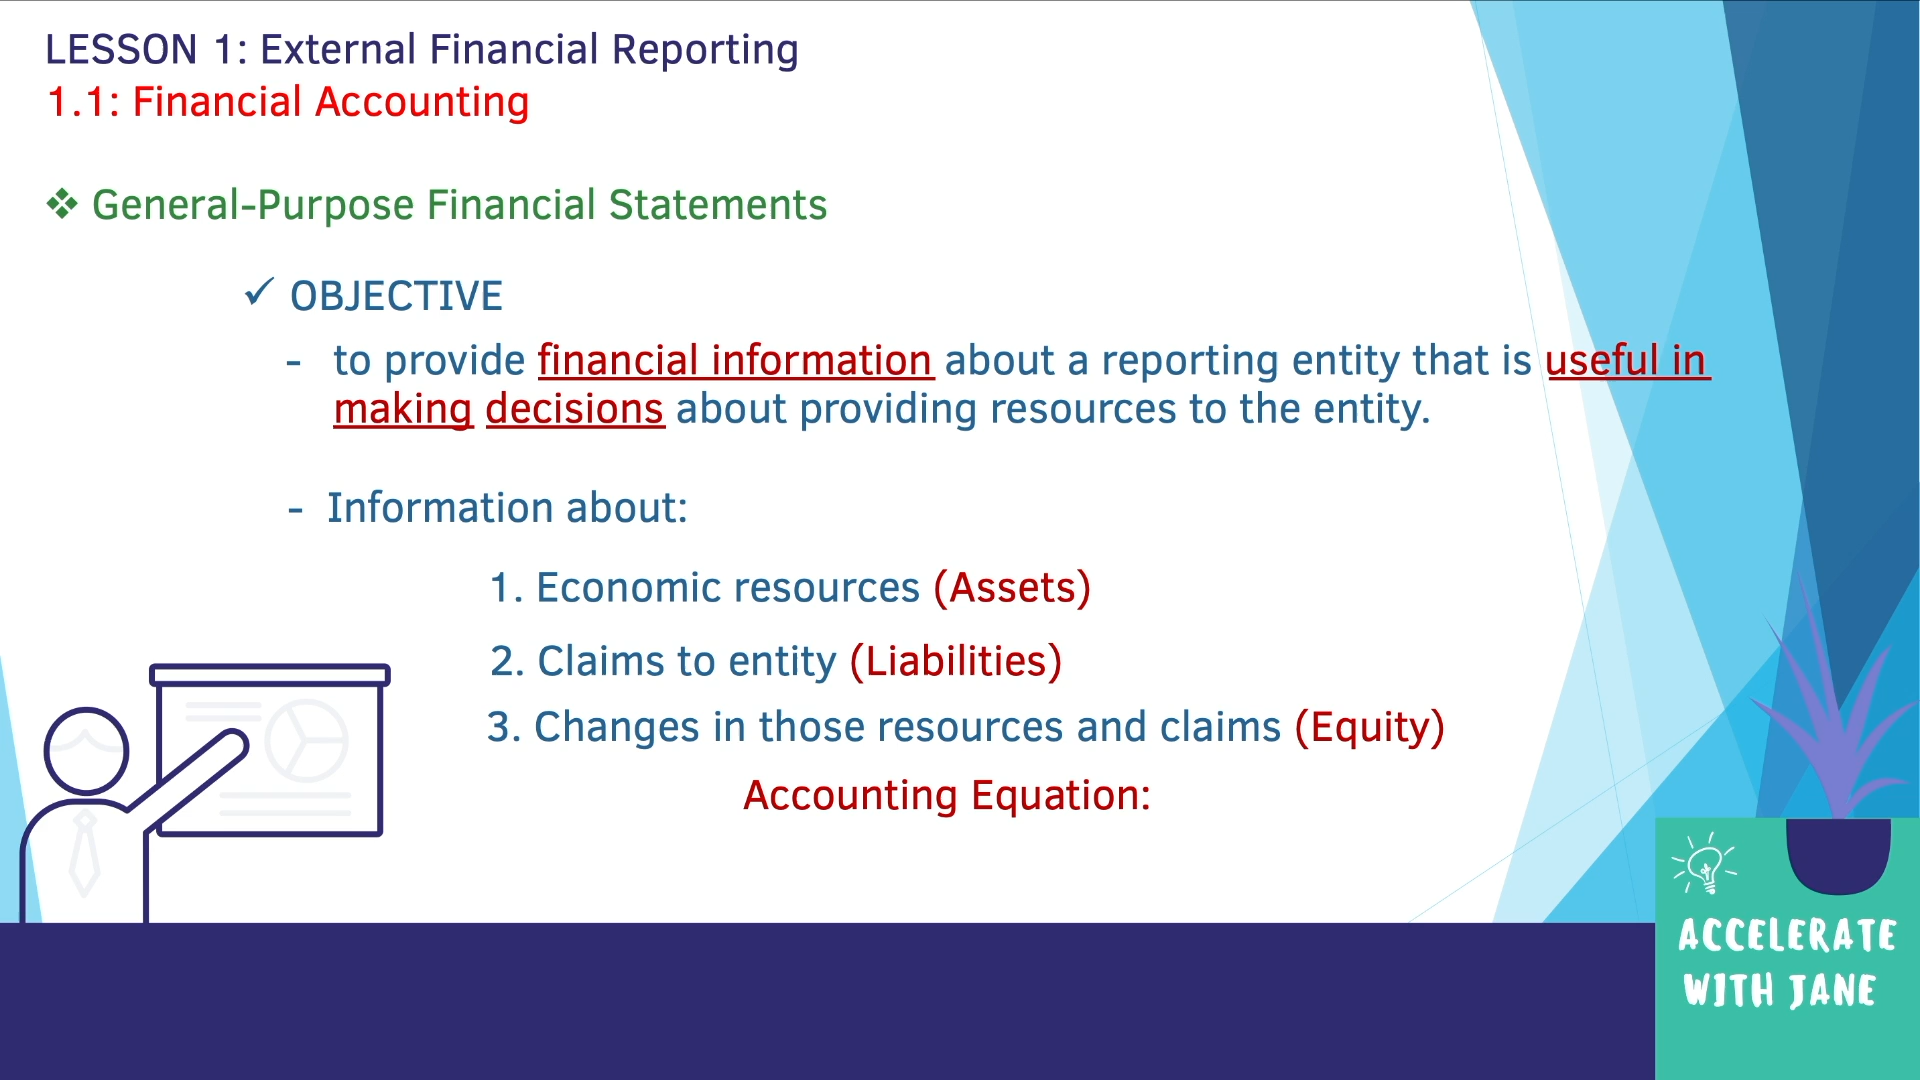 LESSON 1: External Financial Reporting
1.1: Financial Accounting
❖ General-Purpose Financial Statements
✓ OBJECTIVE
- to provide financial information about a reporting entity that is useful in
making decisions about providing resources to the entity.
- Information about:
1. Economic resources (Assets)
2. Claims to entity (Liabilities)
3. Changes in those resources and claims (Equity)
Accounting Equation:
ACCELERATE
WITH JANE